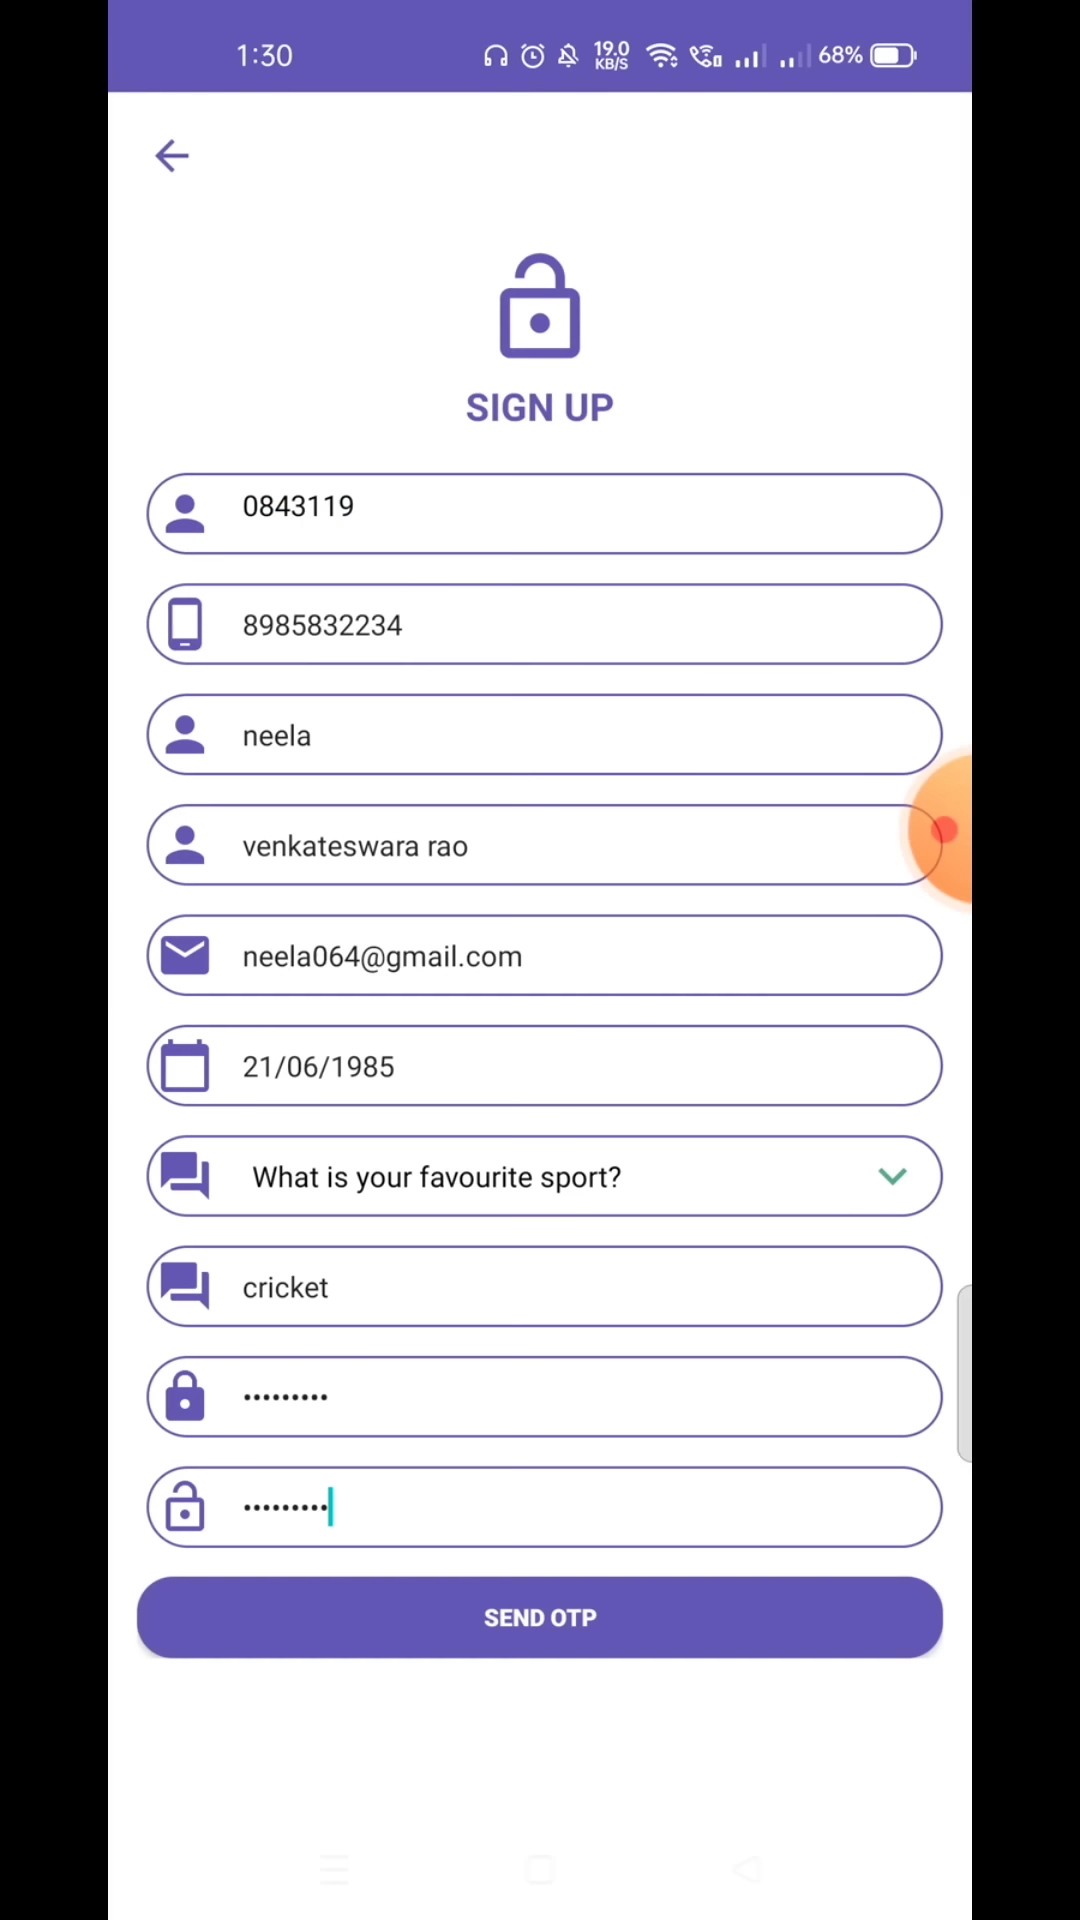 1:30
19.0
KB/S
68%
SIGN UP
0843119
8985832234
neela
venkateswara rao
neela064@gmail.com
21/06/1985
What is your favourite sport?
cricket
•••••••••
•••••••••
SEND OTP